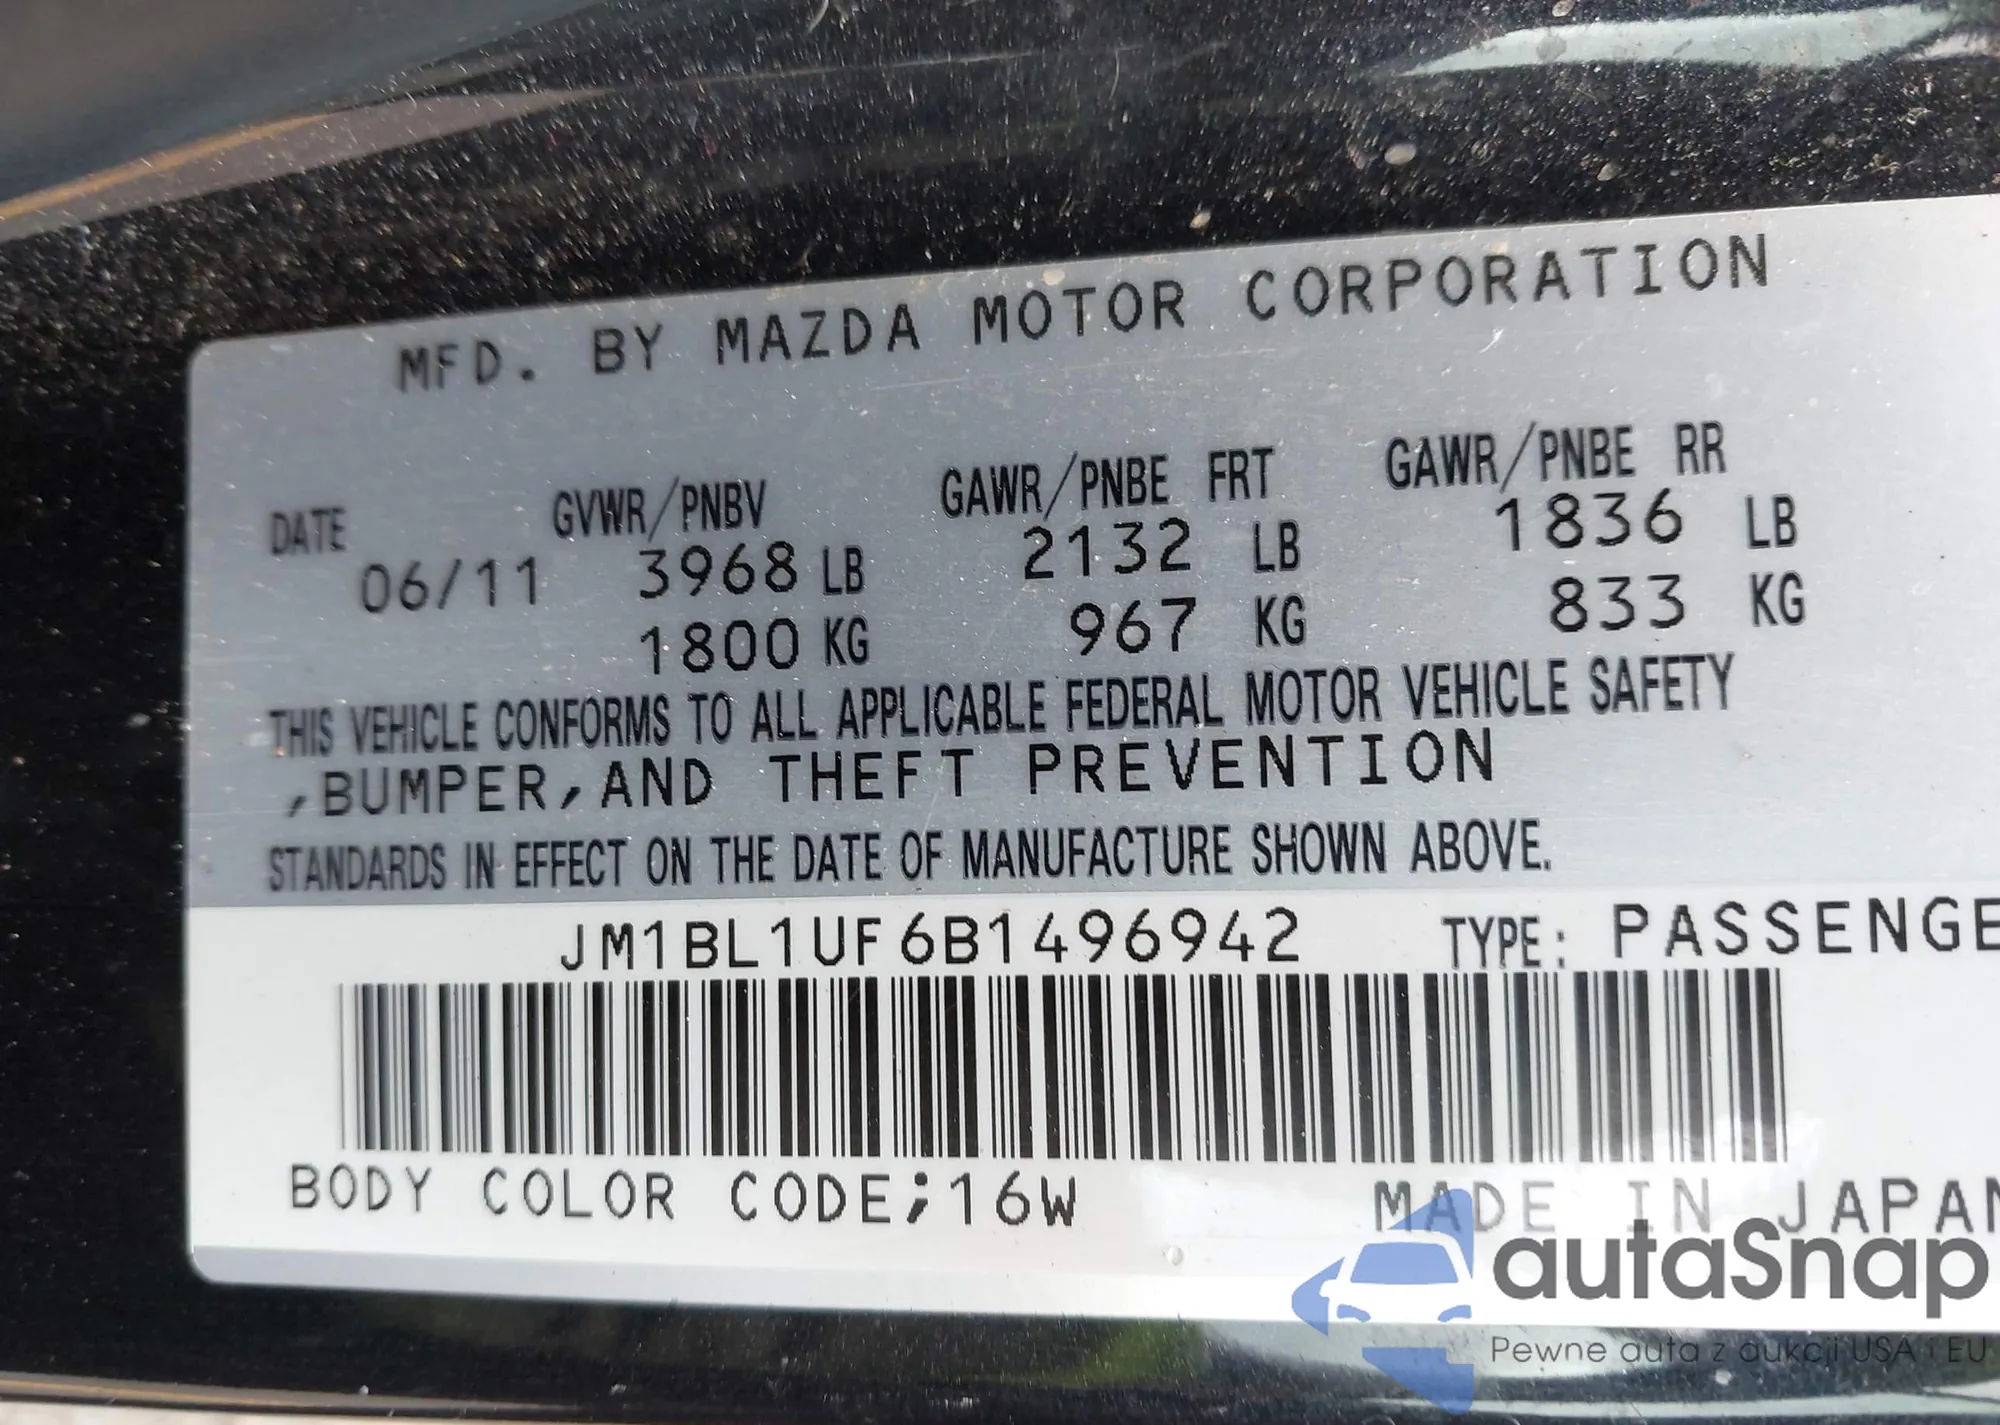 MFD. BY MAZDA MOTOR CORPORATION
DATE GVWR/PNBV GAWR/PNBE FRT GAWR/PNBE RR
06/11 3968 LB 2132 LB 1836 LB
1800 KG 967 KG 833 KG
THIS VEHICLE CONFORMS TO ALL APPLICABLE FEDERAL MOTOR VEHICLE SAFETY
,BUMPER,AND THEFT PREVENTION
STANDARDS IN EFFECT ON THE DATE OF MANUFACTURE SHOWN ABOVE.
JM1BL1UF6B1496942 TYPE: PASSENGE
BODY COLOR CODE;16W MADE IN JAPAN
autaSnap
Pewne auta z aukcji USA i EU